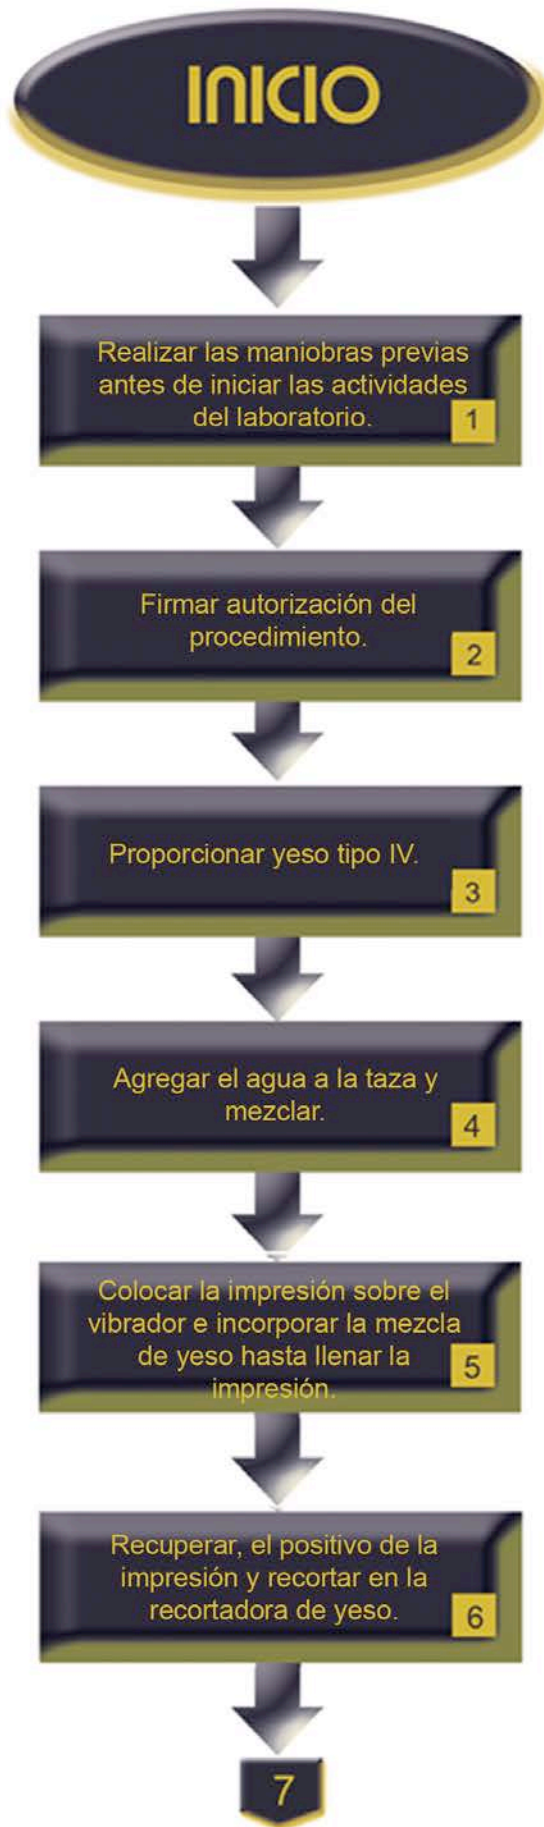 INICIO
Realizar las maniobras previas
antes de iniciar las actividades
del laboratorio.
1
Firmar autorización del
procedimiento.
2
Proporcionar yeso tipo IV.
3
Agregar el agua a la taza y
mezclar.
4
Colocar la impresión sobre el
vibrador e incorporar la mezcla
de yeso hasta llenar la
impresión.
5
Recuperar, el positivo de la
impresión y recortar en la
recortadora de yeso.
6
7